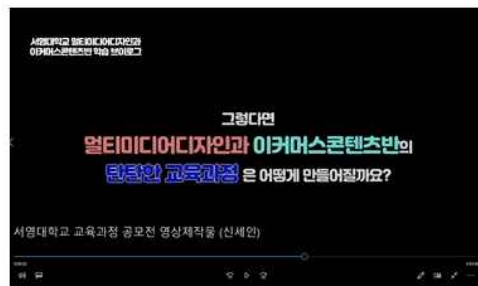 서영대학교 멀티미디어디자인과
이커머스콘텐츠반 학습 브이로그
그렇다면
멀티미디어디자인과 이커머스콘텐츠반의
탄탄한 교육과정 은 어떻게 만들어질까요?
서영대학교 교육과정 공모전 영상제작물 (신세인)